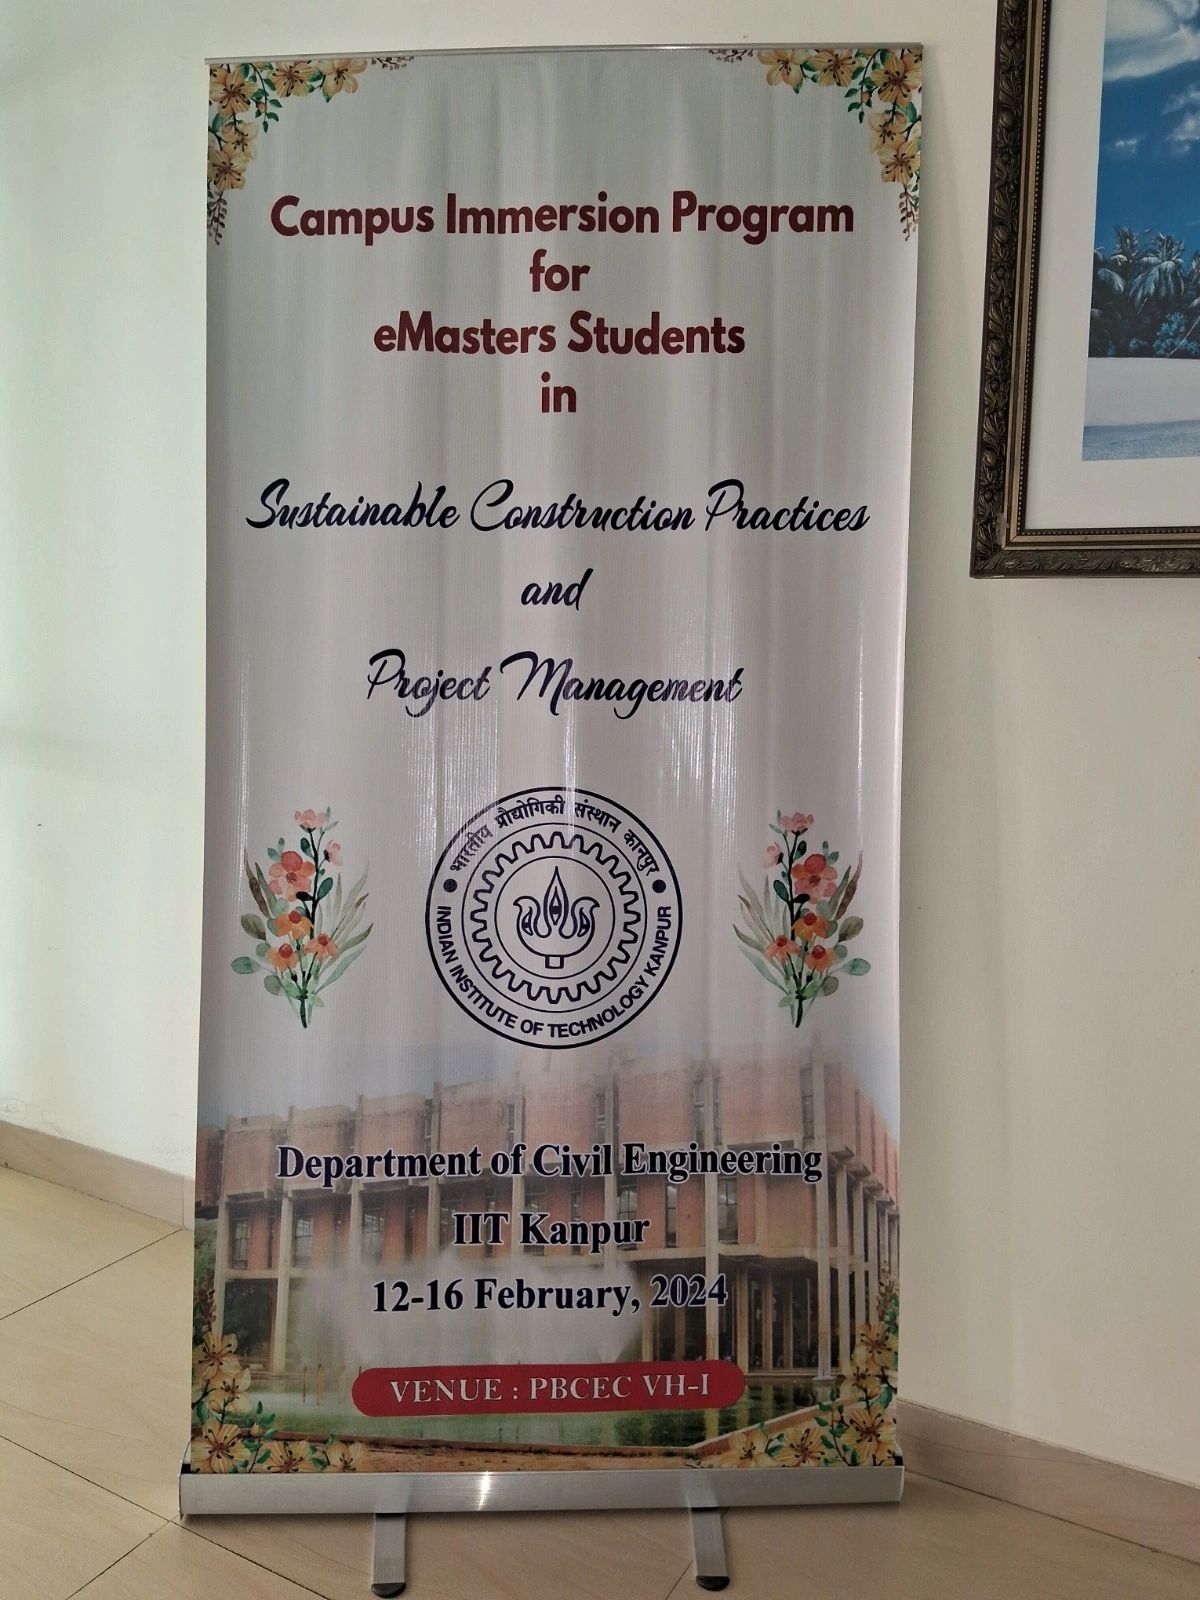 Campus Immersion Program
for
eMasters Students
in
Sustainable Construction Practices
and
Project Management
भारतीय प्रौद्योगिकी संस्थान कानपुर
INDIAN INSTITUTE OF TECHNOLOGY KANPUR
Department of Civil Engineering
IIT Kanpur
12-16 February, 2024
VENUE : PBCEC VH-I